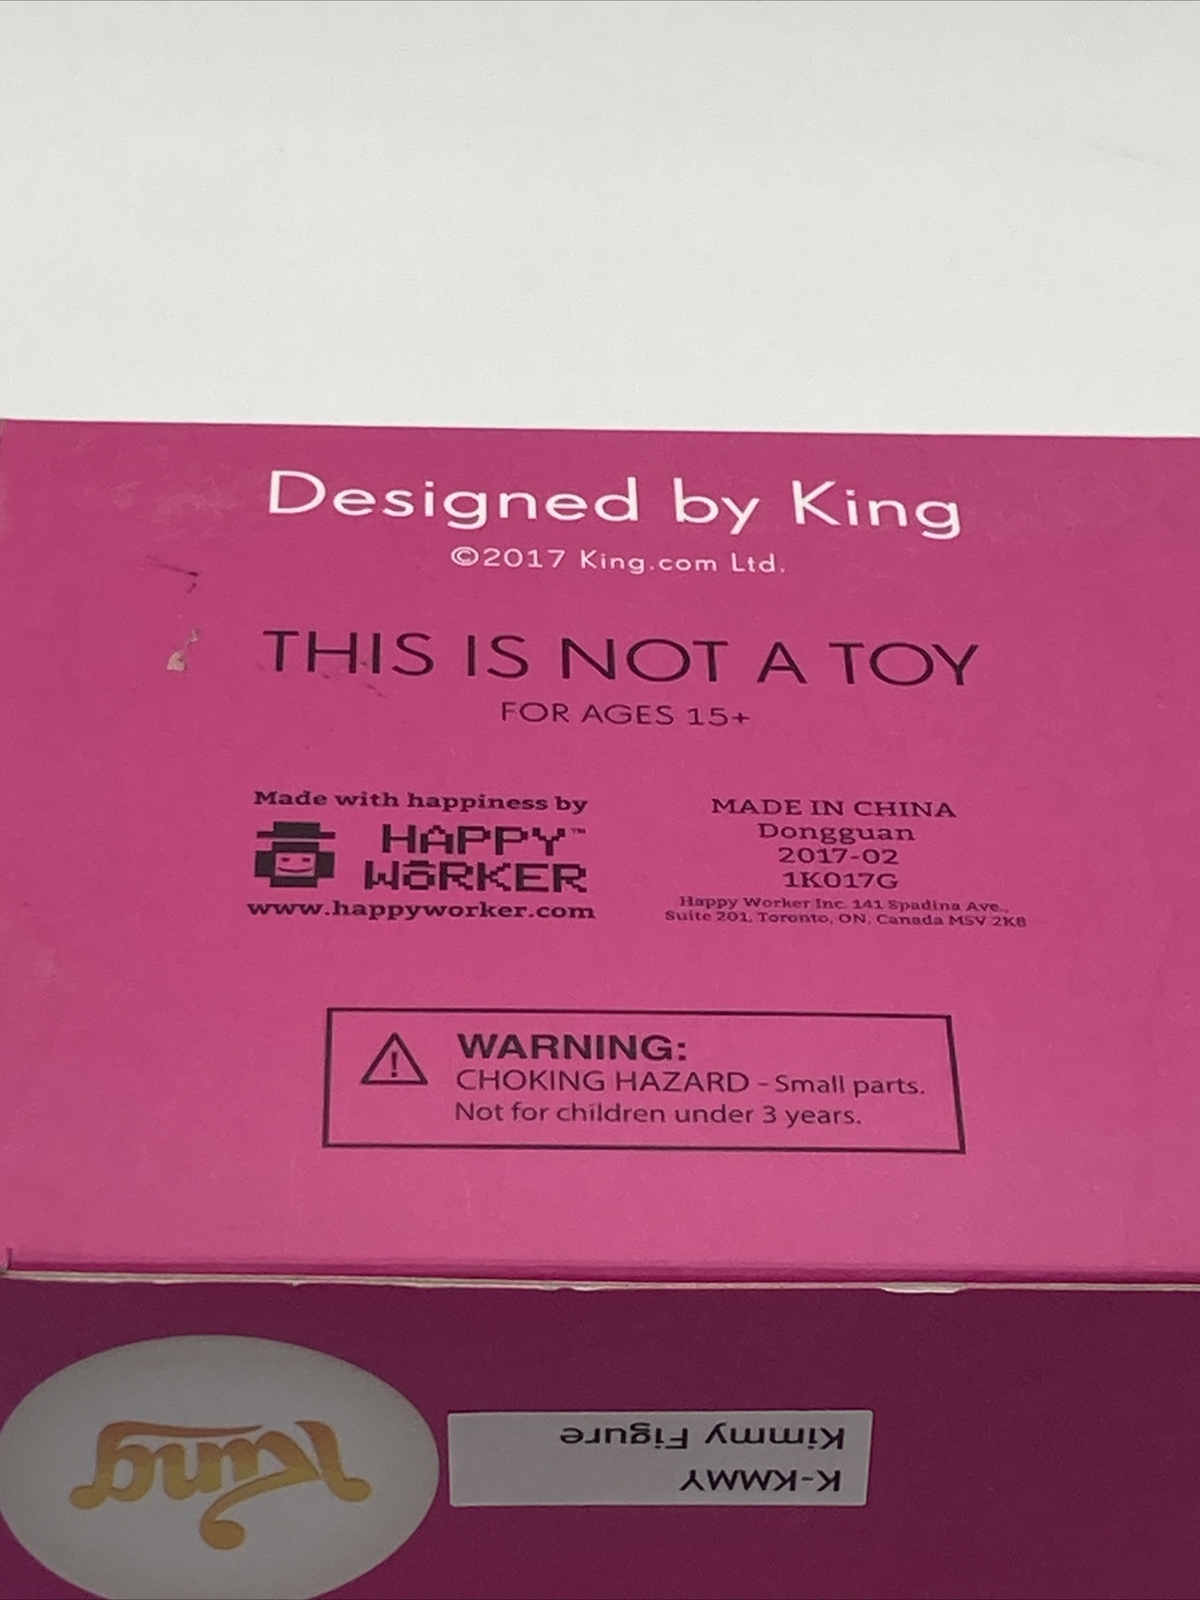 Designed by King
©2017 King.com Ltd.
THIS IS NOT A TOY
FOR AGES 15+
Made with happiness by
HAPPY™
WŌRKER
www.happyworker.com
MADE IN CHINA
Dongguan
2017-02
1K017G
Happy Worker Inc. 141 Spadina Ave.,
Suite 201, Toronto, ON, Canada M5V 2K8
WARNING:
CHOKING HAZARD - Small parts.
Not for children under 3 years.
King
K-KMMY
Kimmy Figure